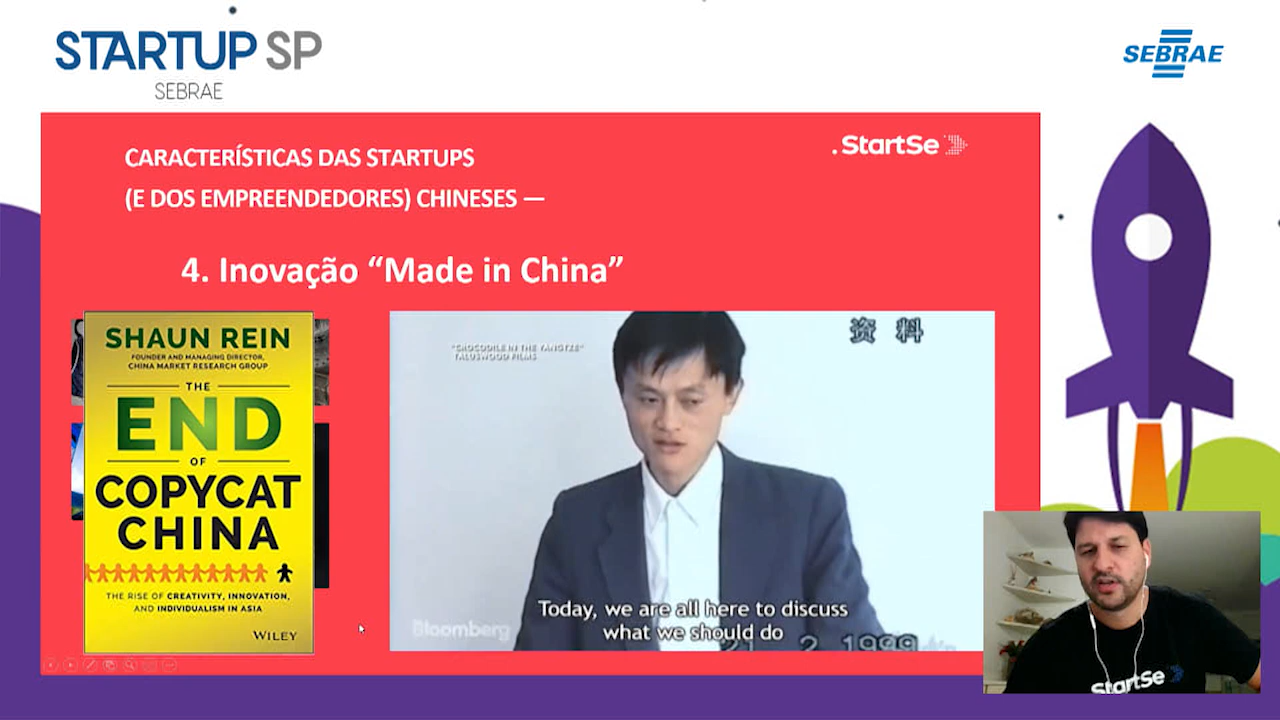 STARTUP SP
SEBRAE
SEBRAE
CARACTERÍSTICAS DAS STARTUPS
(E DOS EMPREENDEDORES) CHINESES —
.StartSe
4. Inovação “Made in China”
SHAUN REIN
FOUNDER AND MANAGING DIRECTOR,
CHINA MARKET RESEARCH GROUP
THE
END
OF
COPYCAT
CHINA
THE RISE OF CREATIVITY, INNOVATION,
AND INDIVIDUALISM IN ASIA
WILEY
"CROCODILE IN THE YANGTZE"
TALUSWOOD FILMS
资 料
Today, we are all here to discuss
what we should do
Bloomberg
21 2 1999
StartSe